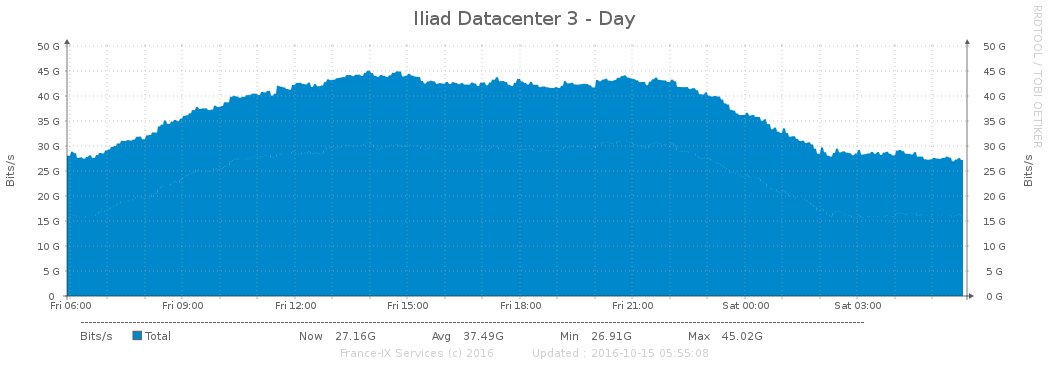 Iliad Datacenter 3 - Day
RRDTOOL / TOBI OETIKER
Bits/s
50 G 50 G
45 G 45 G
40 G 40 G
35 G 35 G
30 G 30 G
25 G 25 G
20 G 20 G
15 G 15 G
10 G 10 G
5 G 5 G
0 0 G
Bits/s
Fri 06:00 Fri 09:00 Fri 12:00 Fri 15:00 Fri 18:00 Fri 21:00 Sat 00:00 Sat 03:00
Bits/s Total Now 27.16G Avg 37.49G Min 26.91G Max 45.02G
France-IX Services (c) 2016 Updated : 2016-10-15 05:55:08